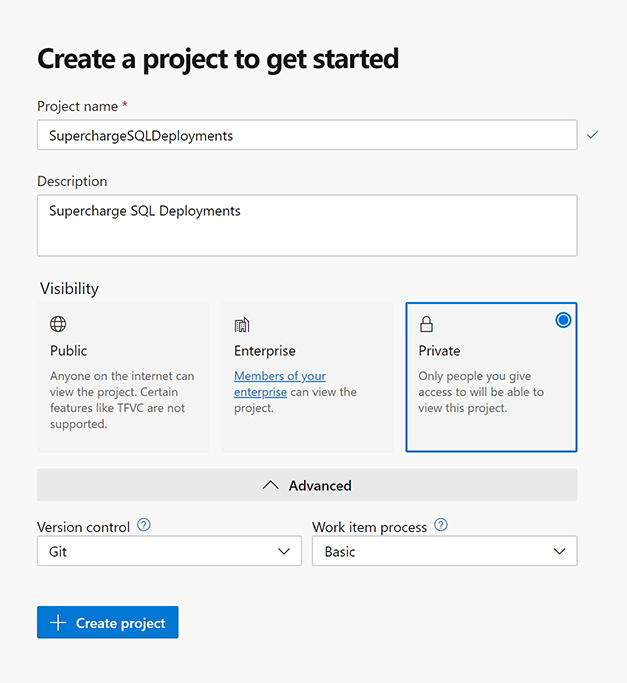 Create a project to get started
Project name *
SuperchargeSQLDeployments
Description
Supercharge SQL Deployments
Visibility
Public
Anyone on the internet can
view the project. Certain
features like TFVC are not
supported.
Enterprise
Members of your
enterprise can view the
project.
Private
Only people you give
access to will be able to
view this project.
Advanced
Version control ?
Git
Work item process ?
Basic
+ Create project